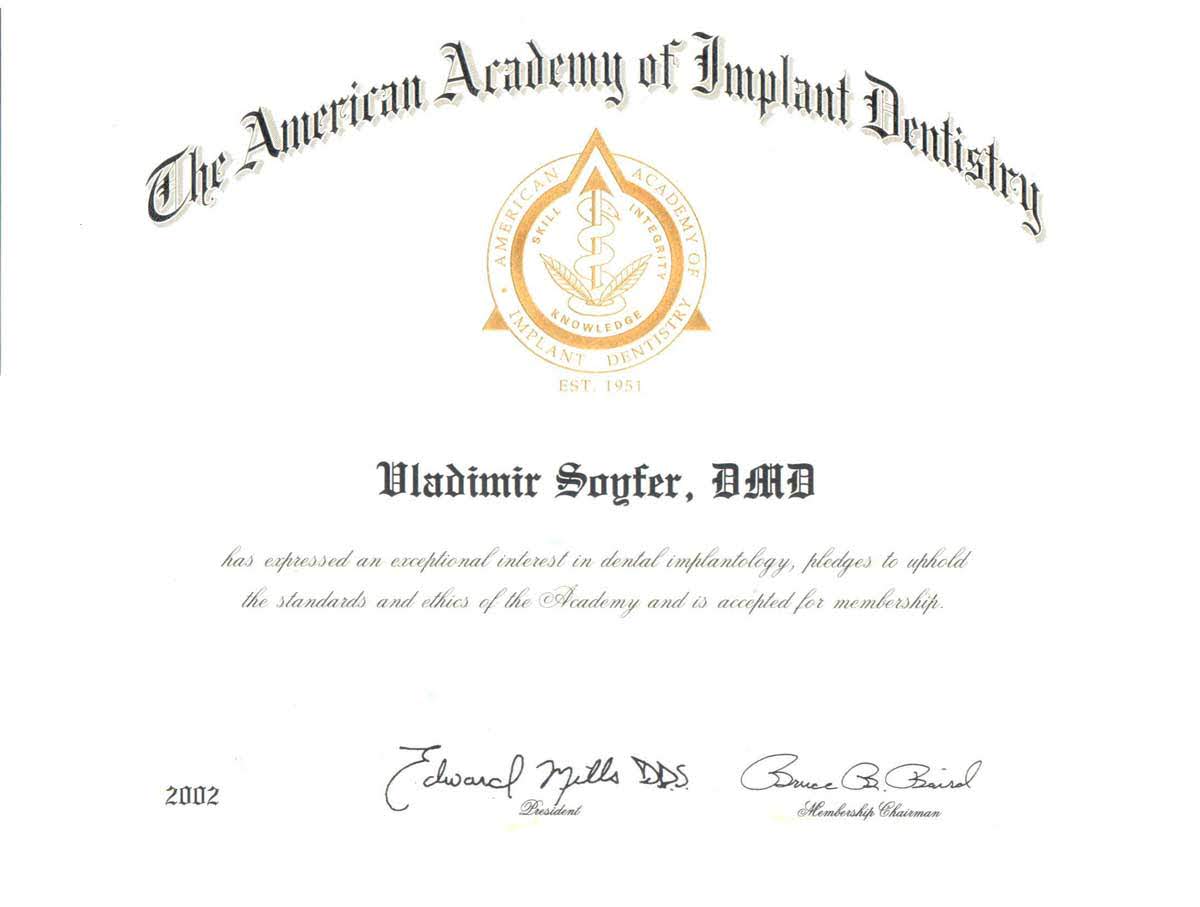 The American Academy of Implant Dentistry
AMERICAN ACADEMY OF
IMPLANT DENTISTRY
SKILL INTEGRITY
KNOWLEDGE
EST. 1951
Vladimir Soyfer, DMD
has expressed an exceptional interest in dental implantology, pledges to uphold
the standards and ethics of the Academy and is accepted for membership.
2002
Edward Mills DDS.
President
Bruce B. Baird
Membership Chairman